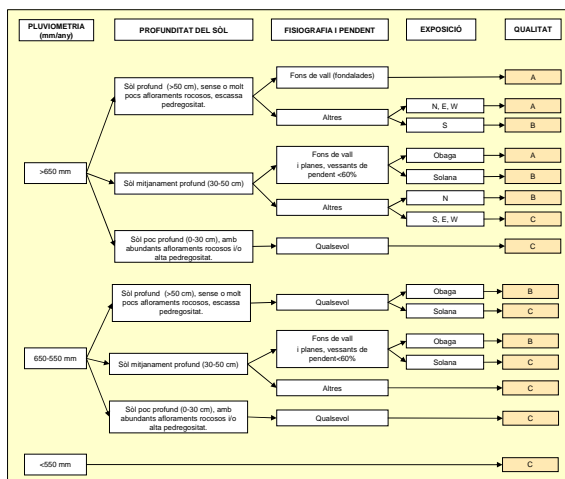 PLUVIOMETRIA
(mm/any)
PROFUNDITAT DEL SÒL
FISIOGRAFIA I PENDENT
EXPOSICIÓ
QUALITAT
>650 mm
Sòl profund (>50 cm), sense o molt
pocs afloraments rocosos, escassa
pedregositat.
Fons de vall (fondalades)
A
Altres
N, E, W
A
S
B
Sòl mitjanament profund (30-50 cm)
Fons de vall
i planes, vessants de
pendent <60%
Obaga
A
Solana
B
Altres
N
B
S, E, W
C
Sòl poc profund (0-30 cm), amb
abundants afloraments rocosos i/o
alta pedregositat.
Qualsevol
C
650-550 mm
Sòl profund (>50 cm), sense o molt
pocs afloraments rocosos, escassa
pedregositat.
Qualsevol
Obaga
B
Solana
C
Sòl mitjanament profund (30-50 cm)
Fons de vall
i planes, vessants de
pendent<60%
Obaga
B
Solana
C
Altres
C
Sòl poc profund (0-30 cm), amb
abundants afloraments rocosos i/o
alta pedregositat.
Qualsevol
C
<550 mm
C